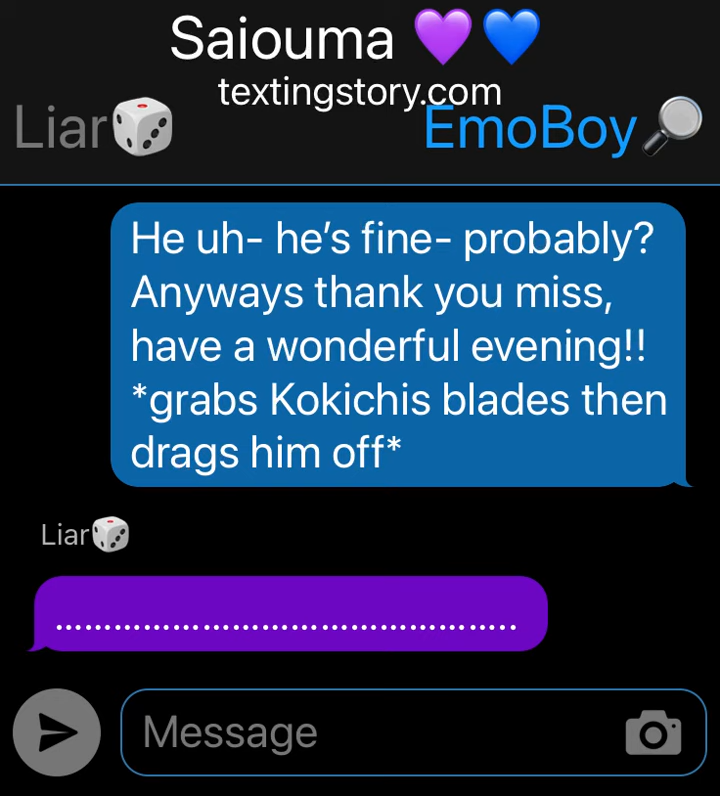 Saiouma 💜💙
textingstory.com
Liar🎲 EmoBoy🔎
He uh- he’s fine- probably?
Anyways thank you miss,
have a wonderful evening!!
*grabs Kokichis blades then
drags him off*
Liar🎲
…………………………………………..
Message